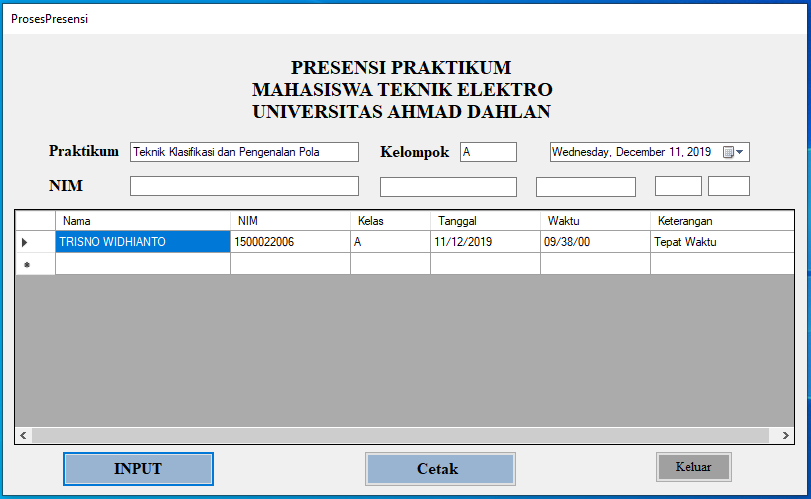 ProsesPresensi
PRESENSI PRAKTIKUM
MAHASISWA TEKNIK ELEKTRO
UNIVERSITAS AHMAD DAHLAN
Praktikum Teknik Klasifikasi dan Pengenalan Pola Kelompok A Wednesday, December 11, 2019
NIM
Nama NIM Kelas Tanggal Waktu Keterangan
TRISNO WIDHIANTO 1500022006 A 11/12/2019 09/38/00 Tepat Waktu
INPUT Cetak Keluar